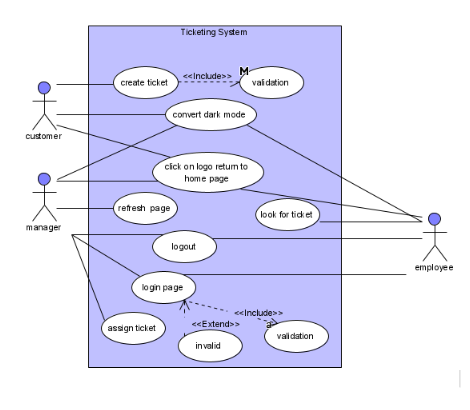 Ticketing System
create ticket
<<Include>>
M
validation
convert dark mode
customer
click on logo return to
home page
refresh page
look for ticket
manager
logout
employee
login page
<<Include>>
<<Extend>>
assign ticket
validation
invalid